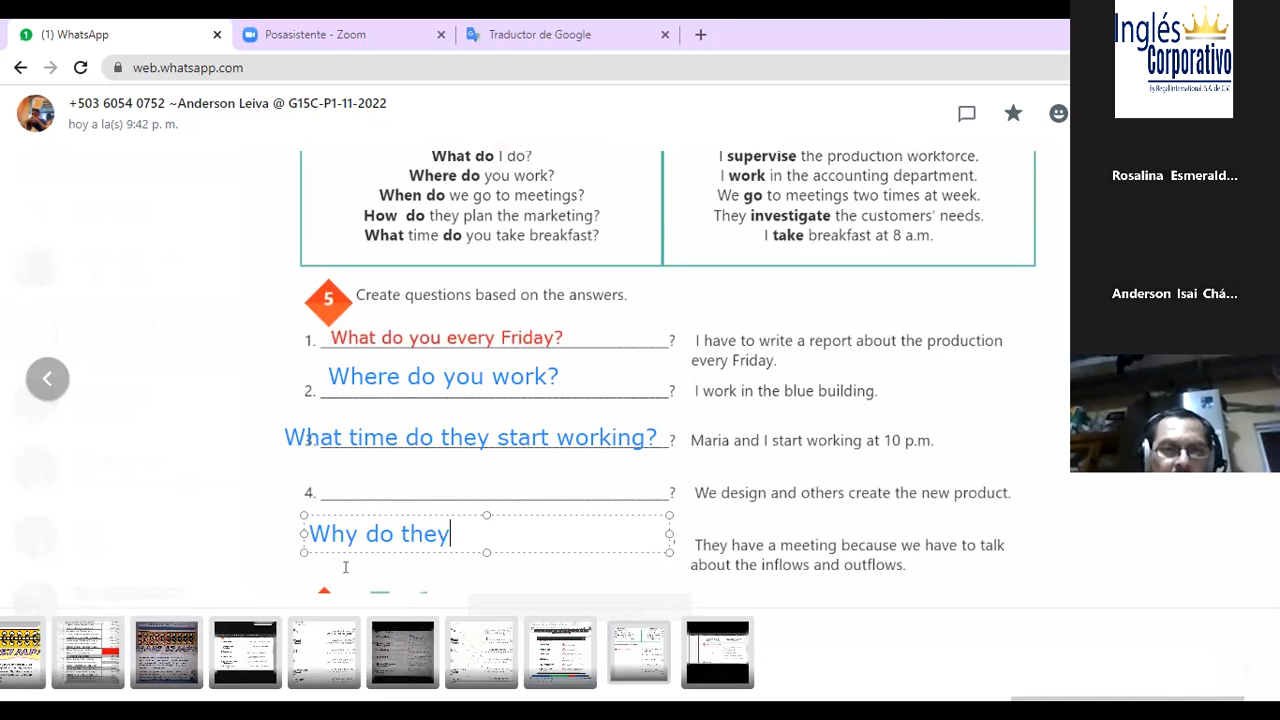 (1) WhatsApp
Posasistente - Zoom
Traductor de Google
web.whatsapp.com
+503 6054 0752 ~Anderson Leiva @ G15C-P1-11-2022
hoy a la(s) 9:42 p. m.
Inglés
Corporativo
By Regal International, S.A. de C.V.
Rosalina Esmerald...
Anderson Isai Chá...
What do I do?
Where do you work?
When do we go to meetings?
How do they plan the marketing?
What time do you take breakfast?
I supervise the production workforce.
I work in the accounting department.
We go to meetings two times at week.
They investigate the customers' needs.
I take breakfast at 8 a.m.
5 Create questions based on the answers.
1. What do you every Friday? ? I have to write a report about the production
every Friday.
2. Where do you work? ? I work in the blue building.
3. What time do they start working? ? Maria and I start working at 10 p.m.
4. ? We design and others create the new product.
Why do they They have a meeting because we have to talk
about the inflows and outflows.